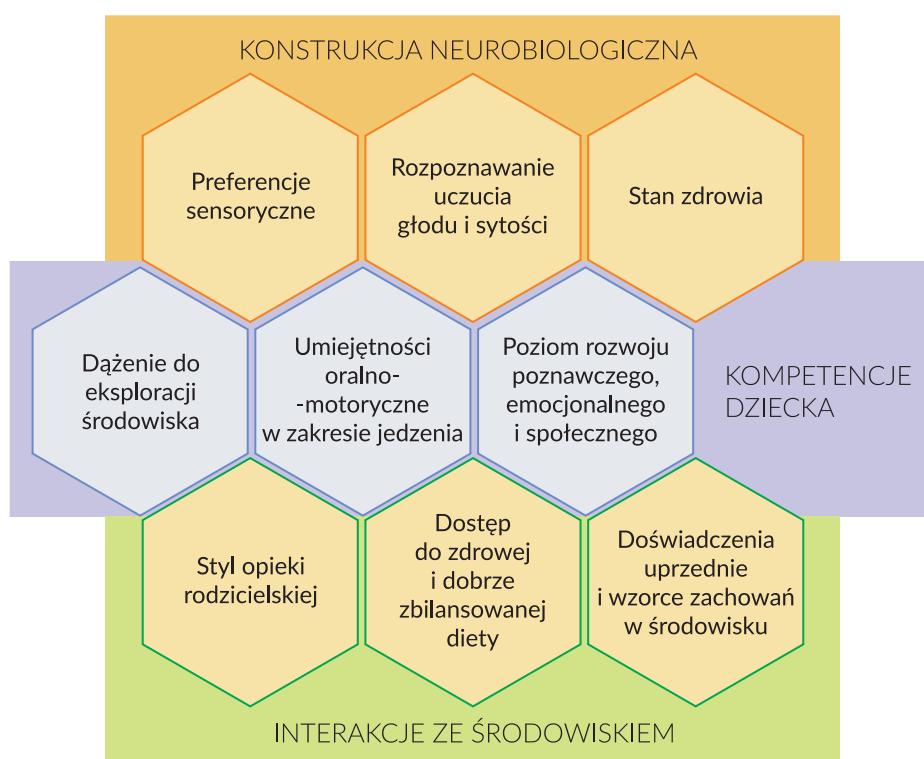 KONSTRUKCJA NEUROBIOLOGICZNA
Preferencje
sensoryczne
Rozpoznawanie
uczucia
głodu i sytości
Stan zdrowia
Dążenie do
eksploracji
środowiska
Umiejętności
oralno-
-motoryczne
w zakresie jedzenia
Poziom rozwoju
poznawczego,
emocjonalnego
i społecznego
KOMPETENCJE
DZIECKA
Styl opieki
rodzicielskiej
Dostęp
do zdrowej
i dobrze
zbilansowanej
diety
Doświadczenia
uprzednie
i wzorce zachowań
w środowisku
INTERAKCJE ZE ŚRODOWISKIEM